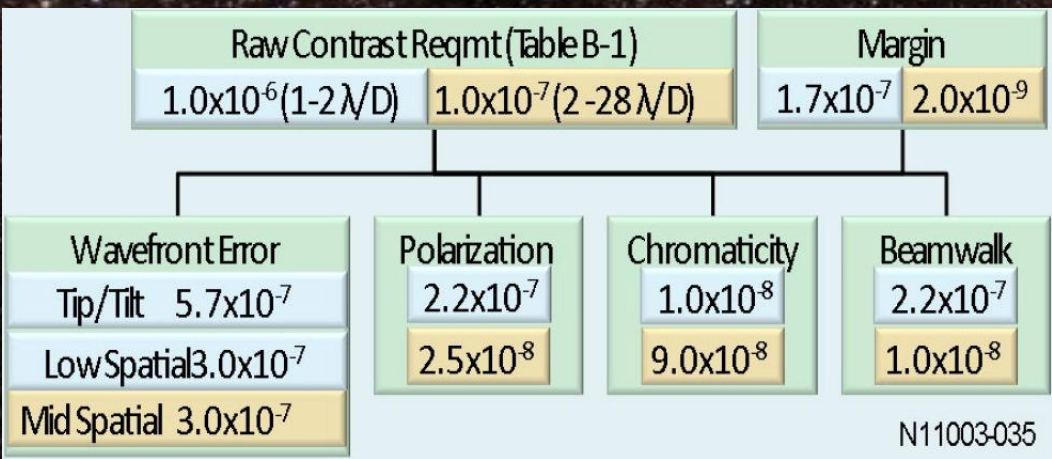 Raw Contrast Reqmt (Table B-1)
1.0x10⁻⁶ (1-2 λ/D) 1.0x10⁻⁷ (2-28 λ/D)
Margin
1.7x10⁻⁷ 2.0x10⁻⁹
Wavefront Error
Tip/Tilt 5.7x10⁻⁷
Low Spatial 3.0x10⁻⁷
Mid Spatial 3.0x10⁻⁷
Polarization
2.2x10⁻⁷
2.5x10⁻⁸
Chromaticity
1.0x10⁻⁸
9.0x10⁻⁸
Beamwalk
2.2x10⁻⁷
1.0x10⁻⁸
N11003-035